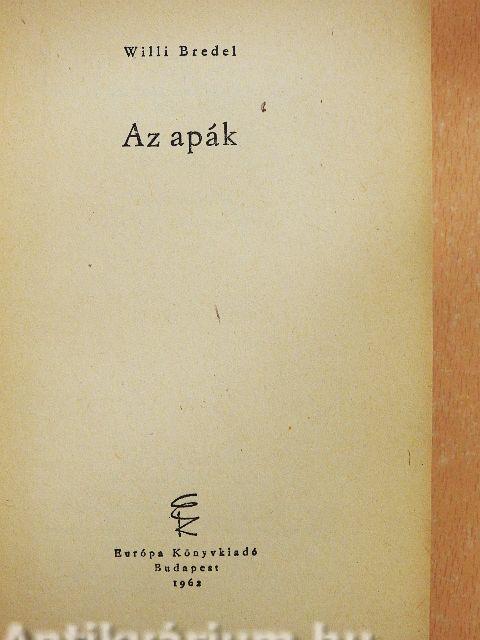 Willi Bredel
Az apák
Európa Könyvkiadó
Budapest
1962
Antikvárium.hu